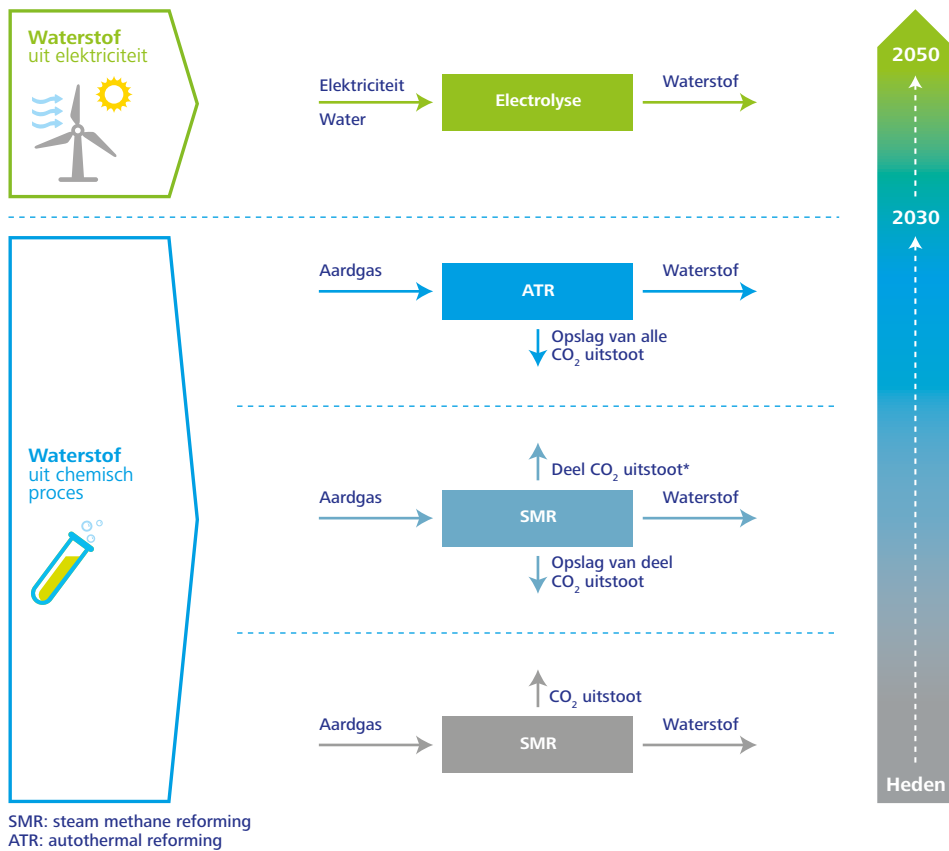 Waterstof
uit elektriciteit
Elektriciteit
Water
Electrolyse
Waterstof
2050
2030
Aardgas
ATR
Waterstof
Opslag van alle
CO₂ uitstoot
Waterstof
uit chemisch
proces
Deel CO₂ uitstoot*
Aardgas
SMR
Waterstof
Opslag van deel
CO₂ uitstoot
CO₂ uitstoot
Aardgas
SMR
Waterstof
Heden
SMR: steam methane reforming
ATR: autothermal reforming